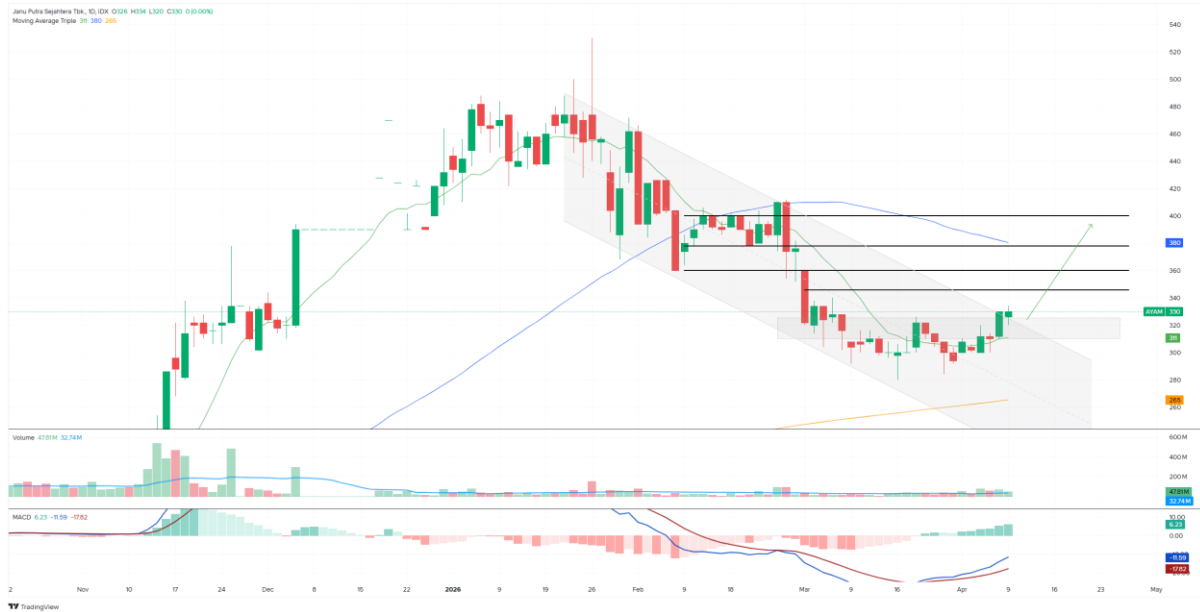 Janu Putra Sejahtera Tbk., 1D, IDX O326 H334 L320 C330 0 (0.00%)
Moving Average Triple 311 380 265
540
520
500
480
460
440
420
400
380
360
340
AYAM 330
320
311
300
280
265
260
Volume 47.81M 32.74M
600M
400M
200M
47.81M
32.74M
MACD 6.23 -11.59 -17.82
10.00
6.23
0.00
-11.59
-17.82
2 Nov 10 17 24 Dec 8 15 22 2026 9 19 26 Feb 9 16 23 Mar 9 16 25 Apr 9 16 23 May
TradingView